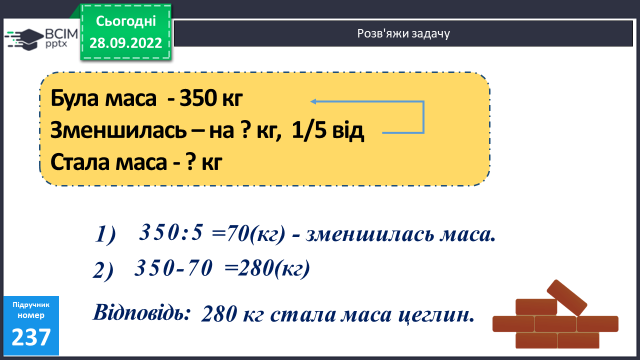 Сьогодні
28.09.2022
BCIM
pptx
Розв'яжи задачу
Була маса - 350 кг
Зменшилась – на ? кг, 1/5 від
Стала маса - ? кг
1) 350:5 =70(кг) - зменшилась маса.
2) 350-70 =280(кг)
Відповідь: 280 кг стала маса цеглин.
Підручник
номер
237